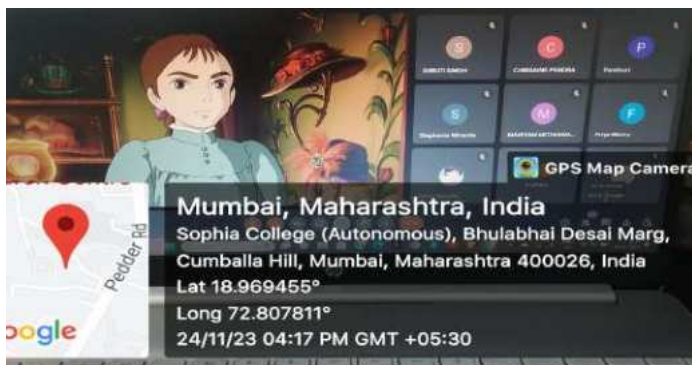 S
C
P
S
M
F
GPS Map Camera
Mumbai, Maharashtra, India
Sophia College (Autonomous), Bhulabhai Desai Marg,
Cumballa Hill, Mumbai, Maharashtra 400026, India
Lat 18.969455°
Long 72.807811°
24/11/23 04:17 PM GMT +05:30
Pedder Rd
oogle